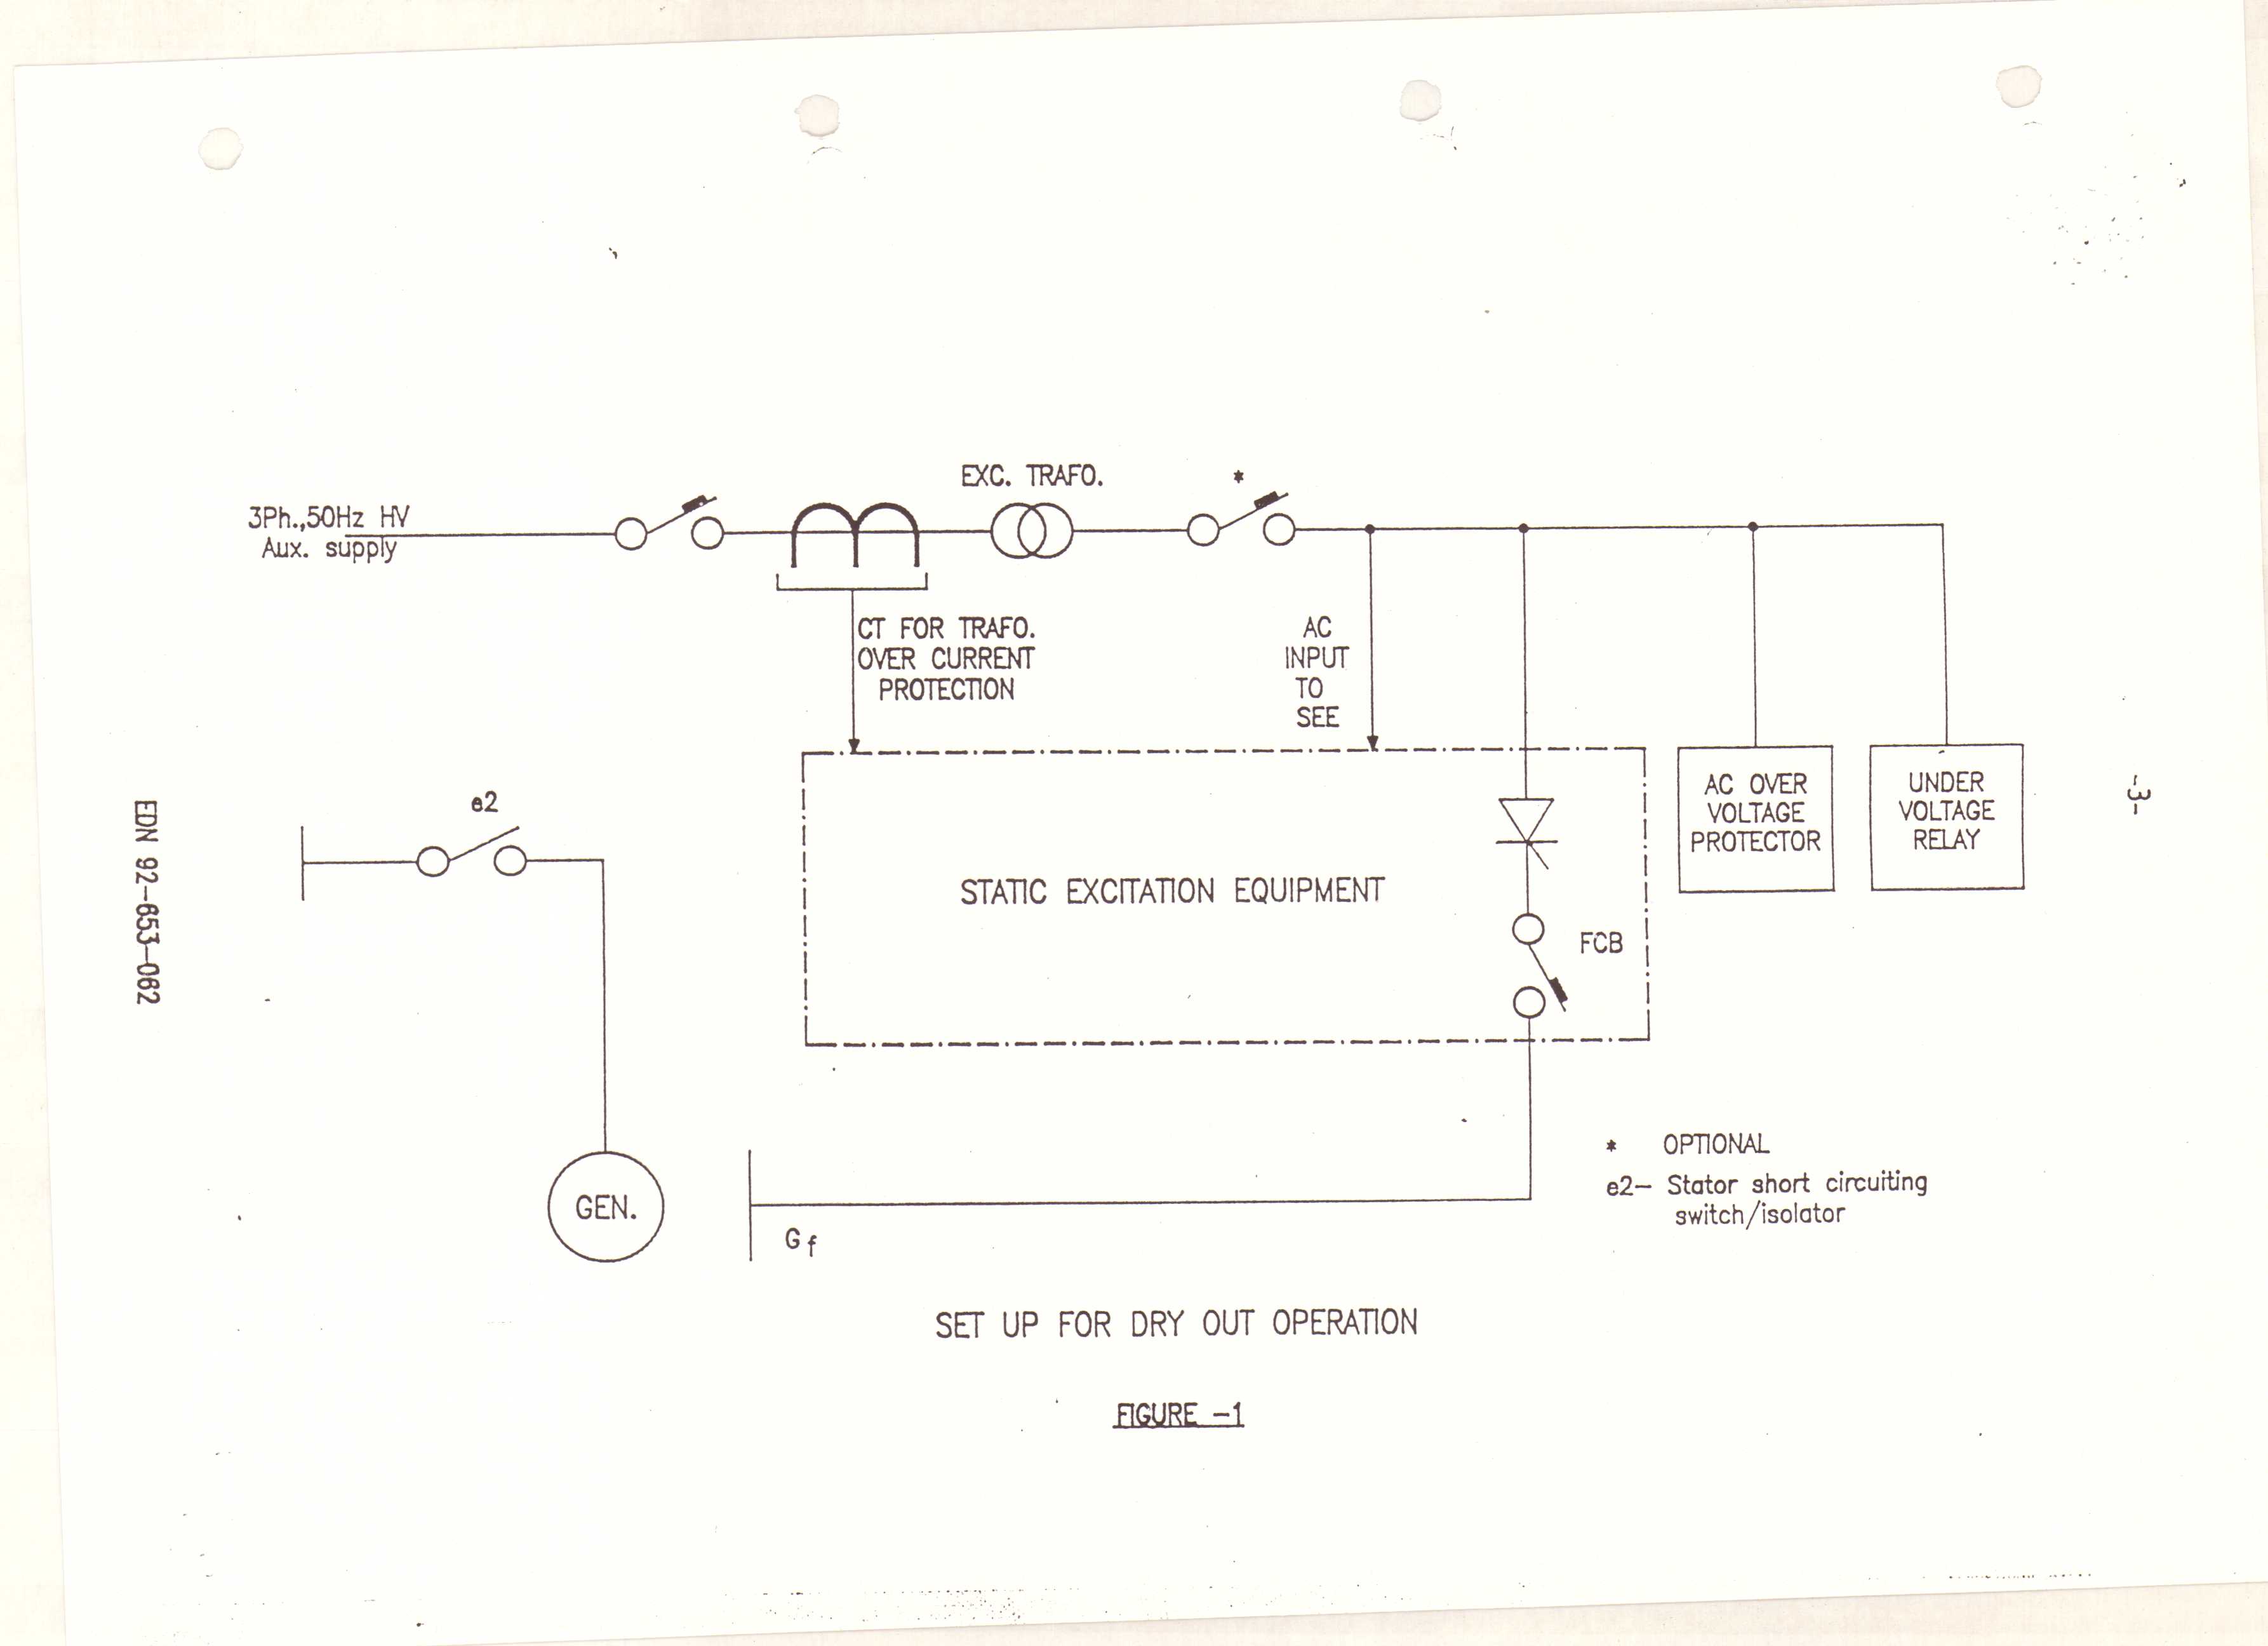 EXC. TRAFO.
*
3Ph.,50Hz HV
Aux. supply
CT FOR TRAFO.
OVER CURRENT
PROTECTION
AC
INPUT
TO
SEE
e2
STATIC EXCITATION EQUIPMENT
FCB
AC OVER
VOLTAGE
PROTECTOR
UNDER
VOLTAGE
RELAY
-3-
EDN 92-653-062
GEN.
Gf
* OPTIONAL
e2- Stator short circuiting
switch/isolator
SET UP FOR DRY OUT OPERATION
FIGURE -1